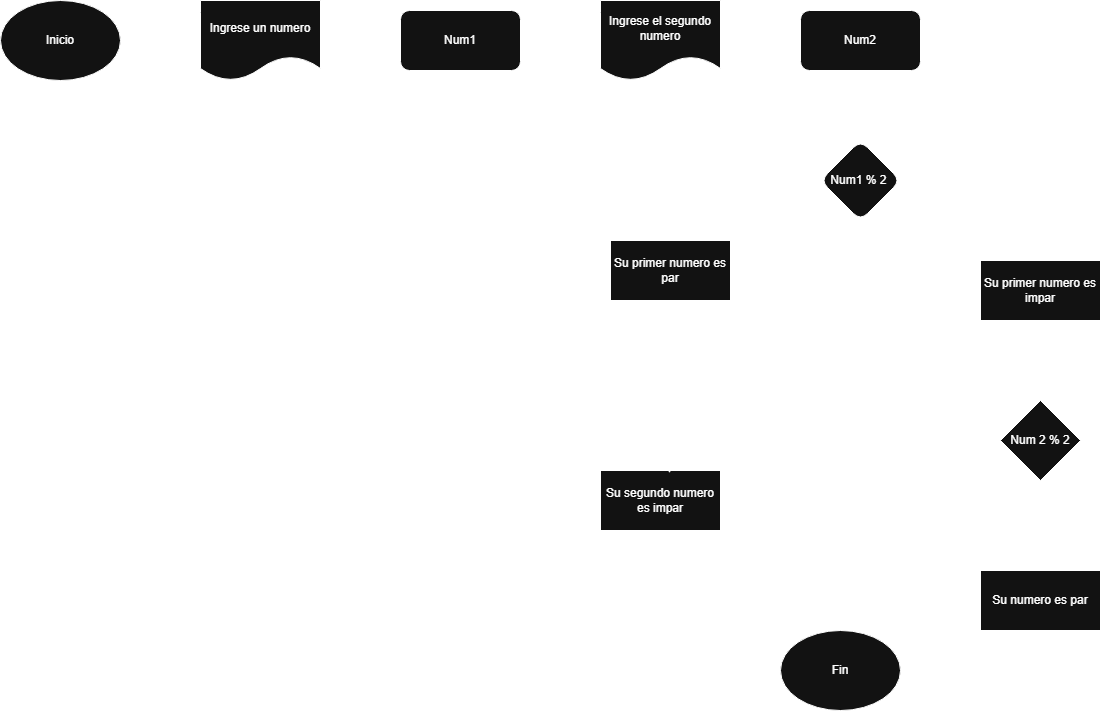 Inicio
Ingrese un numero
Num1
Ingrese el segundo
numero
Num2
Num1 % 2
Su primer numero es
par
Su primer numero es
impar
Num 2 % 2
Su segundo numero
es impar
Su numero es par
Fin